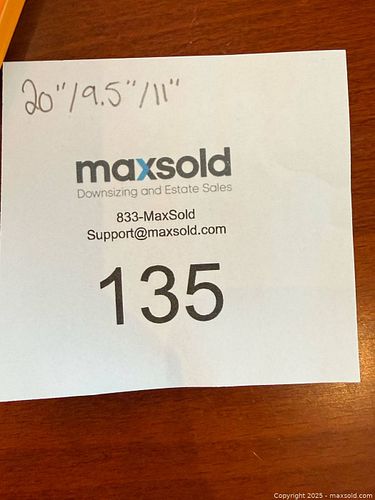 20"/9.5"/11"
maxsold
Downsizing and Estate Sales
833-MaxSold
Support@maxsold.com
135
Copyright 2025 - maxsold.com